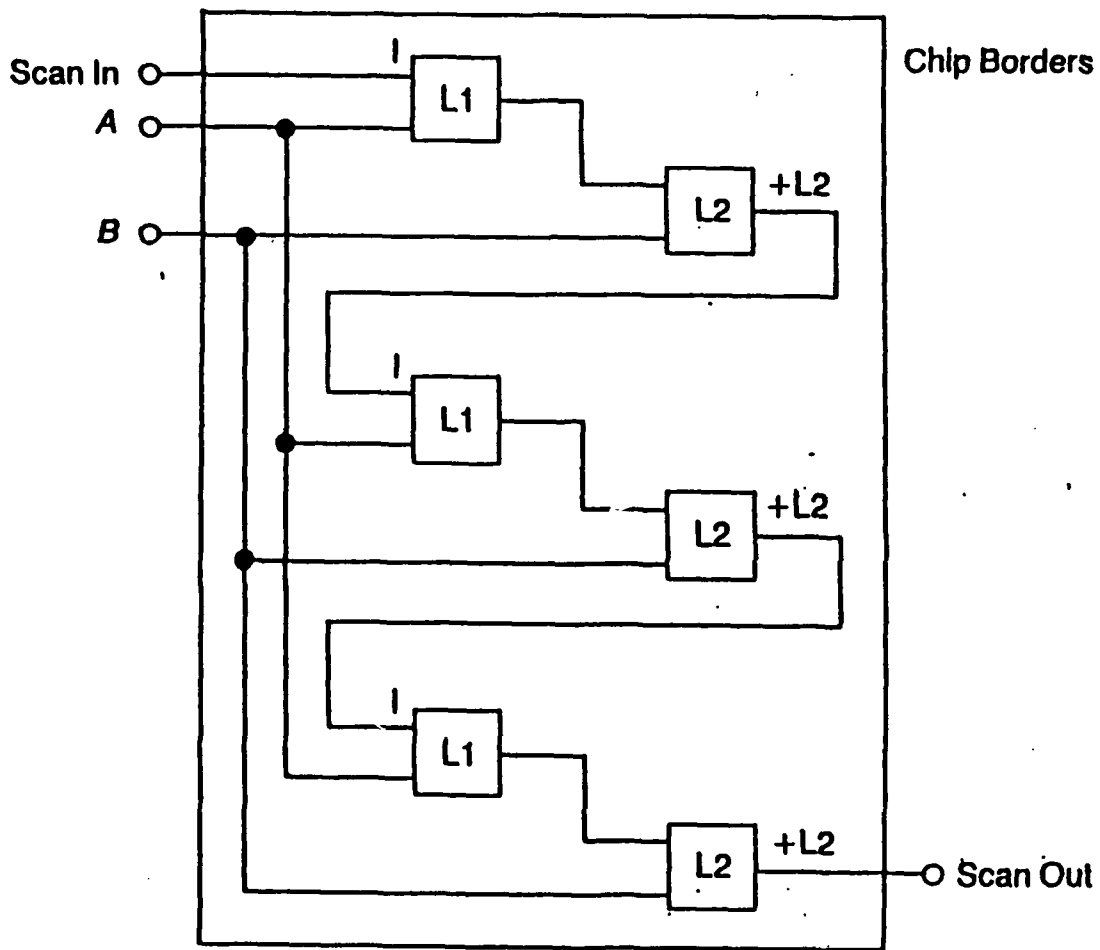 Chip Borders
Scan In
I
L1
A
L2
+L2
B
I
L1
L2
+L2
I
L1
L2
+L2
Scan Out